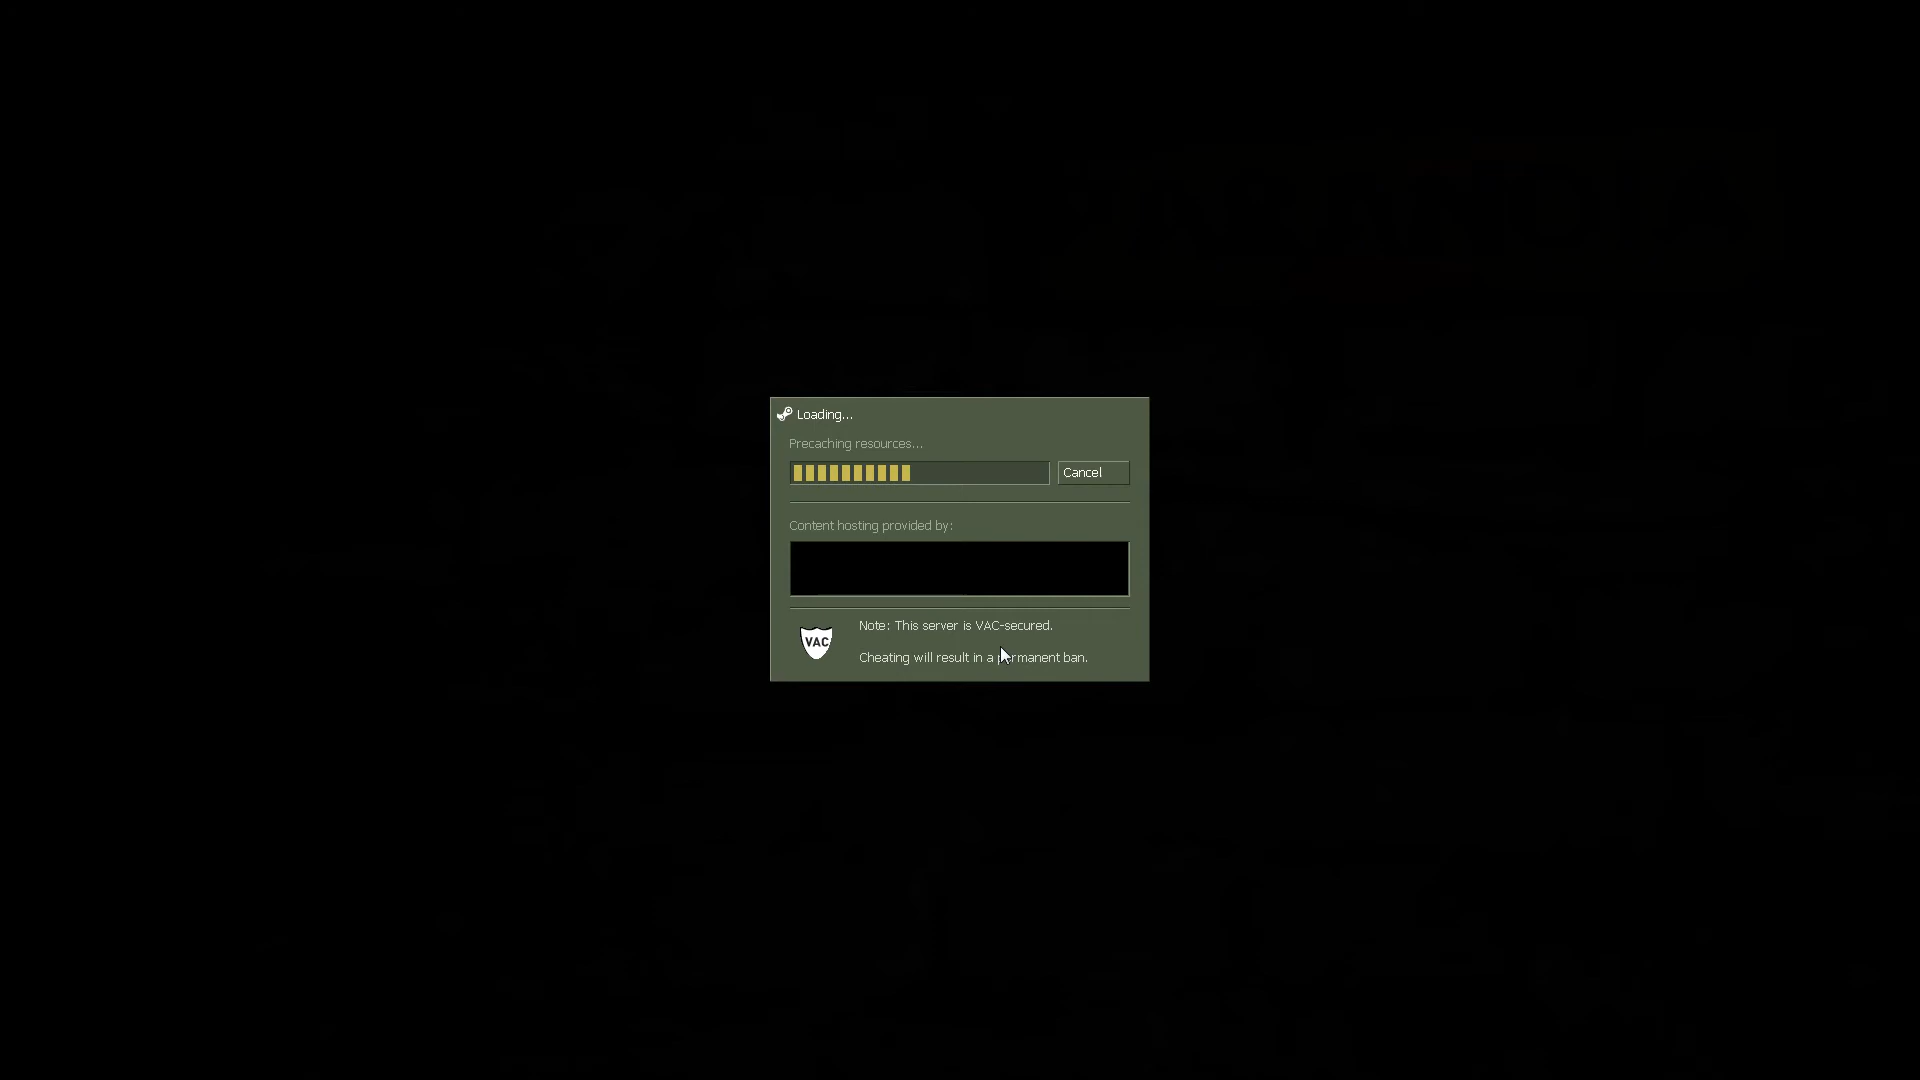 Loading...
Precaching resources...
Cancel
Content hosting provided by:
Note: This server is VAC-secured.
VAC
Cheating will result in a permanent ban.